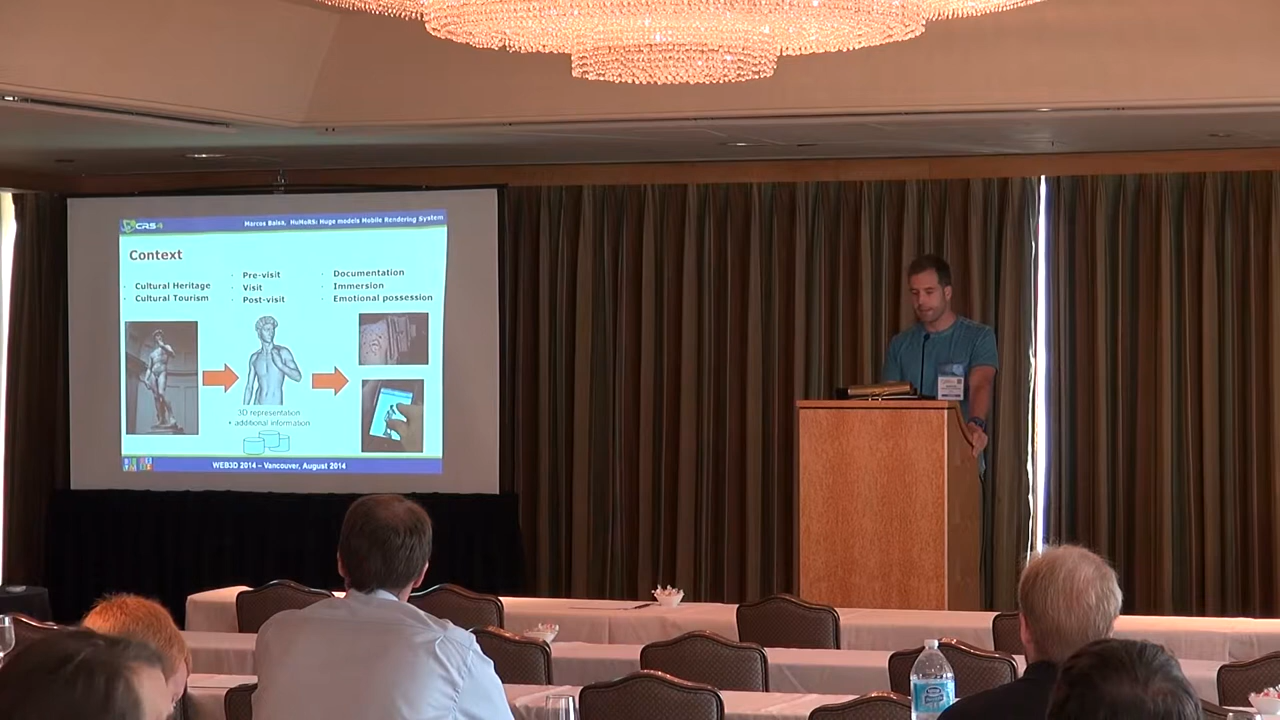 CRS4
Marcos Balsa, HuMoRS: Huge models Mobile Rendering System
Context
· Cultural Heritage
· Cultural Tourism
· Pre-visit
· Visit
· Post-visit
· Documentation
· Immersion
· Emotional possession
3D representation
+ additional information
WEB3D 2014 – Vancouver, August 2014